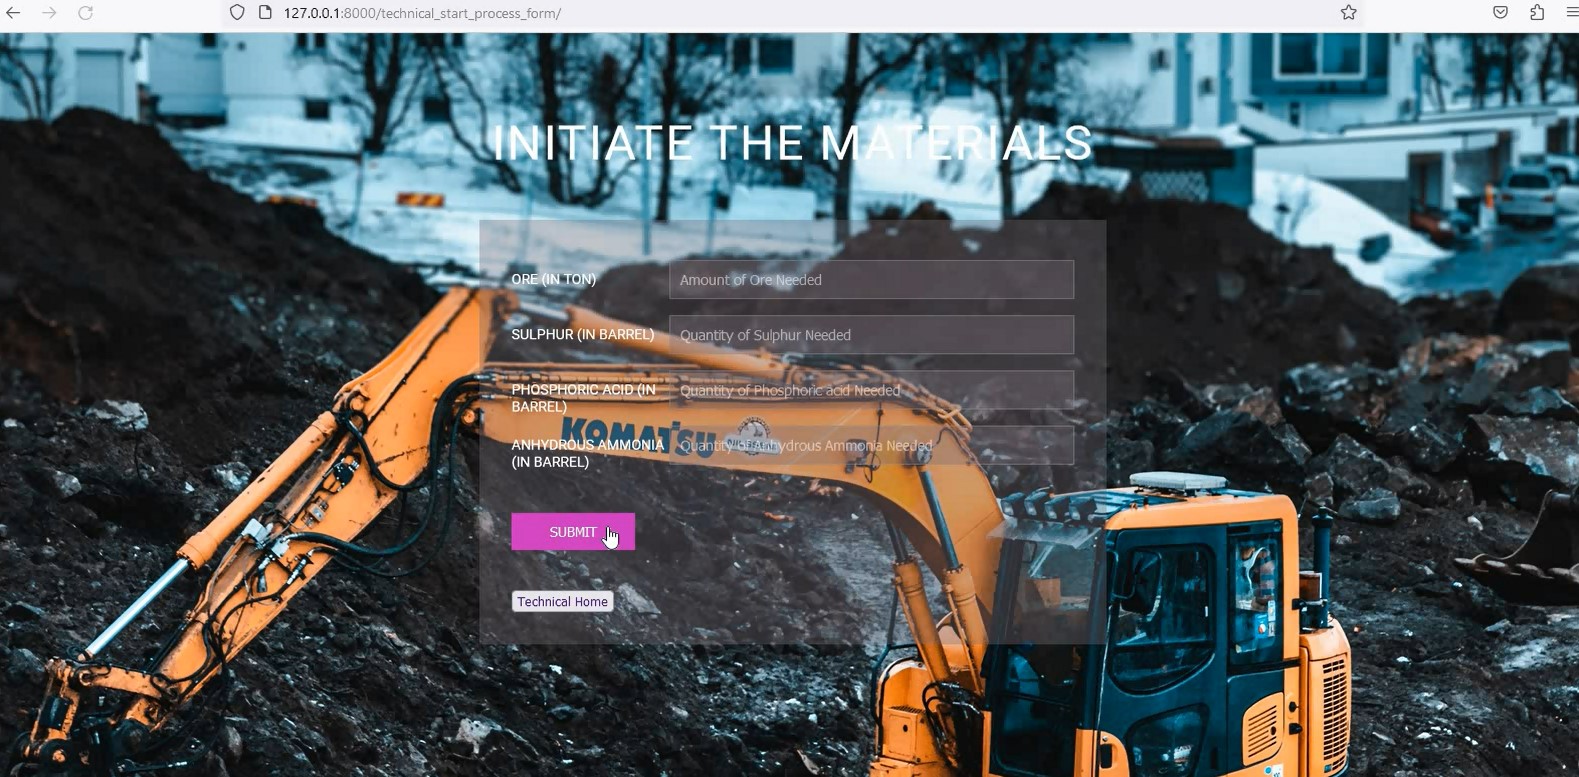 127.0.0.1:8000/technical_start_process_form/
INITIATE THE MATERIALS
ORE (IN TON)
Amount of Ore Needed
SULPHUR (IN BARREL)
Quantity of Sulphur Needed
PHOSPHORIC ACID (IN
BARREL)
Quantity of Phosphoric acid Needed
KOMATSU
ANHYDROUS AMMONIA
(IN BARREL)
Quantity of Anhydrous Ammonia Needed
SUBMIT
Technical Home